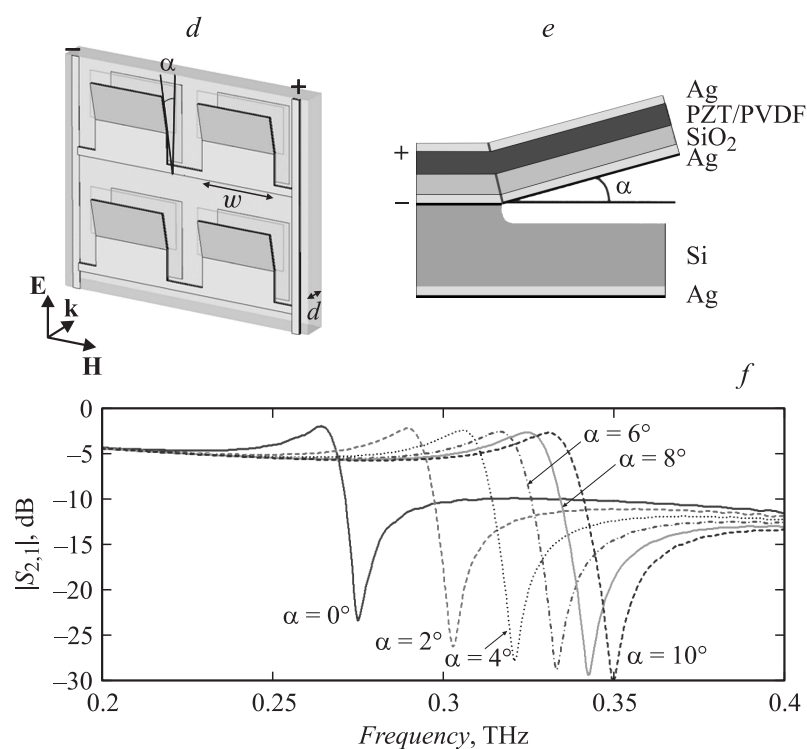 d
e
−
α
+
w
d
E
k
H
Ag
PZT/PVDF
SiO2
Ag
+
−
α
Si
Ag
f
0
−5
−10
−15
−20
−25
−30
|S2,1|, dB
α = 6°
α = 8°
α = 0°
α = 2°
α = 4°
α = 10°
0.2
0.25
0.3
0.35
0.4
Frequency, THz